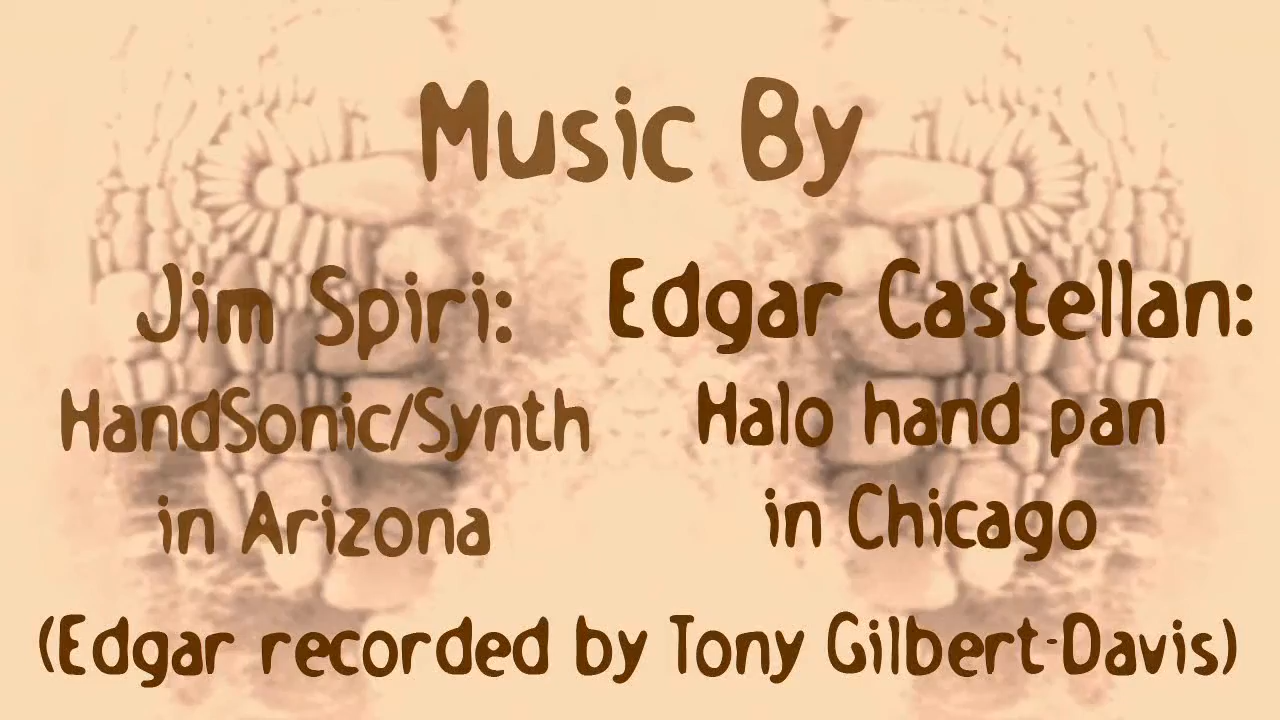 Music By
Jim Spiri:
HandSonic/Synth
in Arizona
Edgar Castellan:
Halo hand pan
in Chicago
(Edgar recorded by Tony Gilbert-Davis)